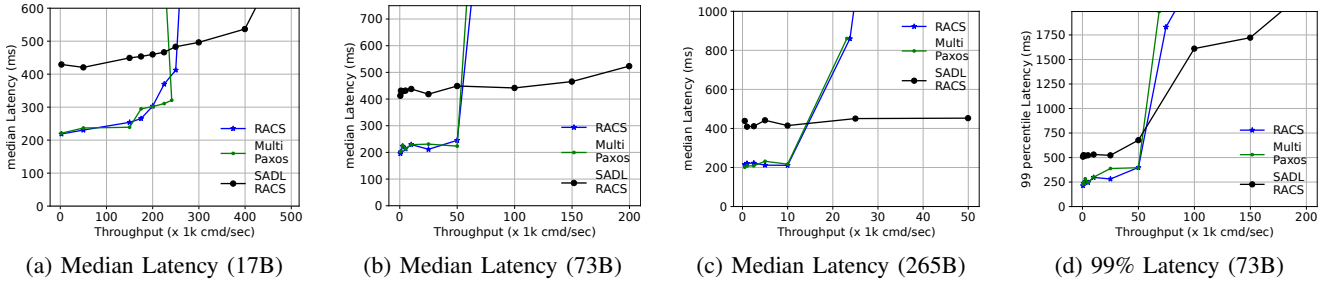 600
500
400
300
200
100
0
median Latency (ms)
0
100
200
300
400
500
Throughput (x 1k cmd/sec)
RACS
Multi
Paxos
SADL
RACS
(a) Median Latency (17B)
700
600
500
400
300
200
100
0
median Latency (ms)
0
50
100
150
200
Throughput (x 1k cmd/sec)
RACS
Multi
Paxos
SADL
RACS
(b) Median Latency (73B)
1000
800
600
400
200
0
median Latency (ms)
0
10
20
30
40
50
Throughput (x 1k cmd/sec)
RACS
Multi
Paxos
SADL
RACS
(c) Median Latency (265B)
1750
1500
1250
1000
750
500
250
0
99 percentile Latency (ms)
0
50
100
150
200
Throughput (x 1k cmd/sec)
RACS
Multi
Paxos
SADL
RACS
(d) 99% Latency (73B)